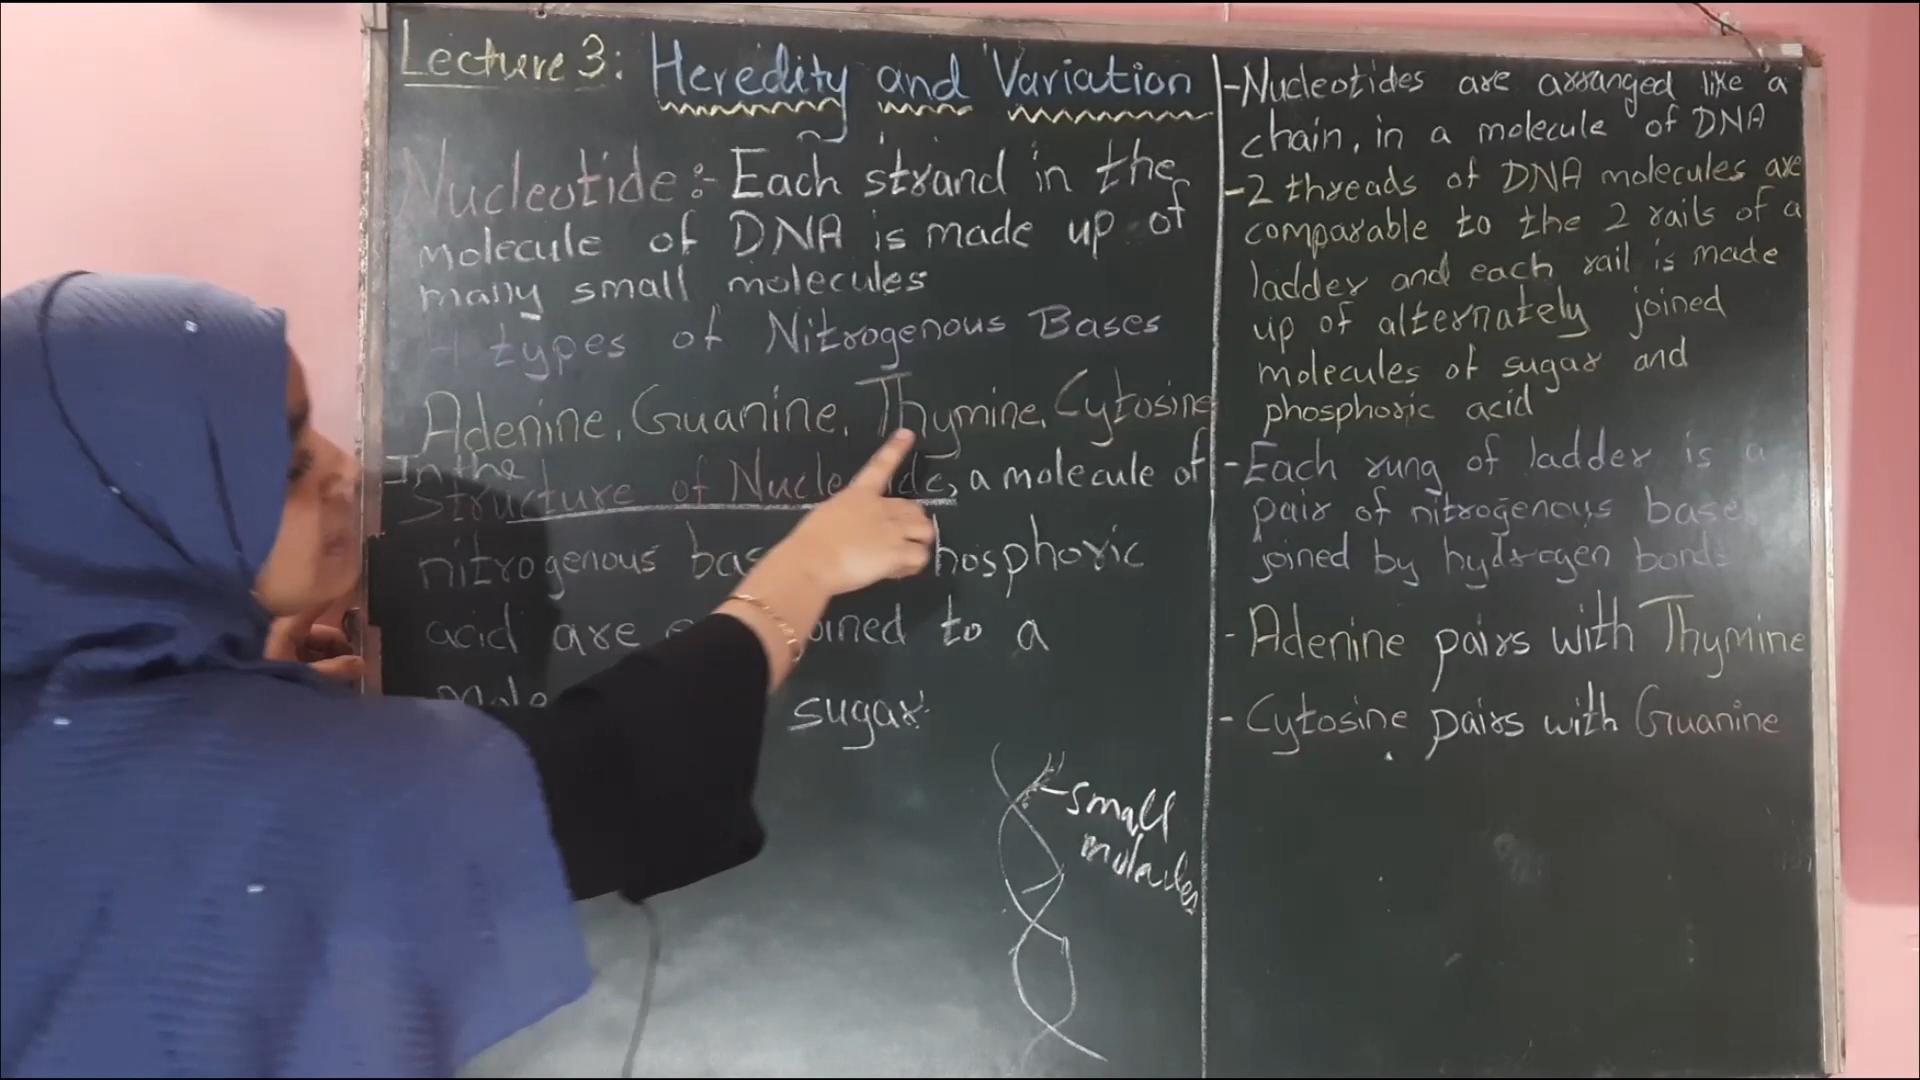 Lecture 3: Heredity and Variation
Nucleotide:- Each strand in the
molecule of DNA is made up of
many small molecules
4 types of Nitrogenous Bases
Adenine, Guanine, Thymine, Cytosine
In the
structure of Nucleotide, a molecule of
nitrogenous phosphoric
acid are joined to a
sugar.
small
molecules
- Nucleotides are arranged like a
chain, in a molecule of DNA
- 2 threads of DNA molecules are
comparable to the 2 rails of a
ladder and each rail is made
up of alternately joined
molecules of sugar and
phosphoric acid
- Each rung of ladder is a
pair of nitrogenous bases
joined by hydrogen bonds
- Adenine pairs with Thymine
- Cytosine pairs with Guanine